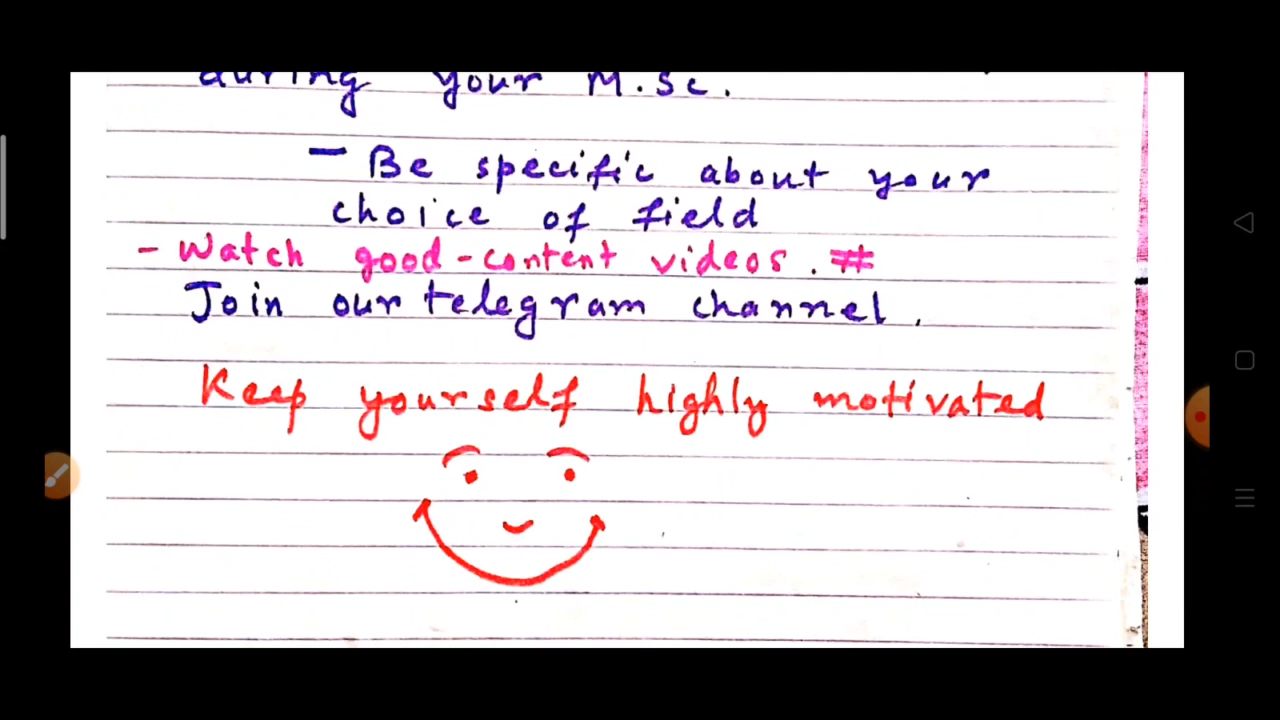 during your M.Sc.
- Be specific about your
choice of field
- Watch good-content videos. #
Join our telegram channel.
Keep yourself highly motivated